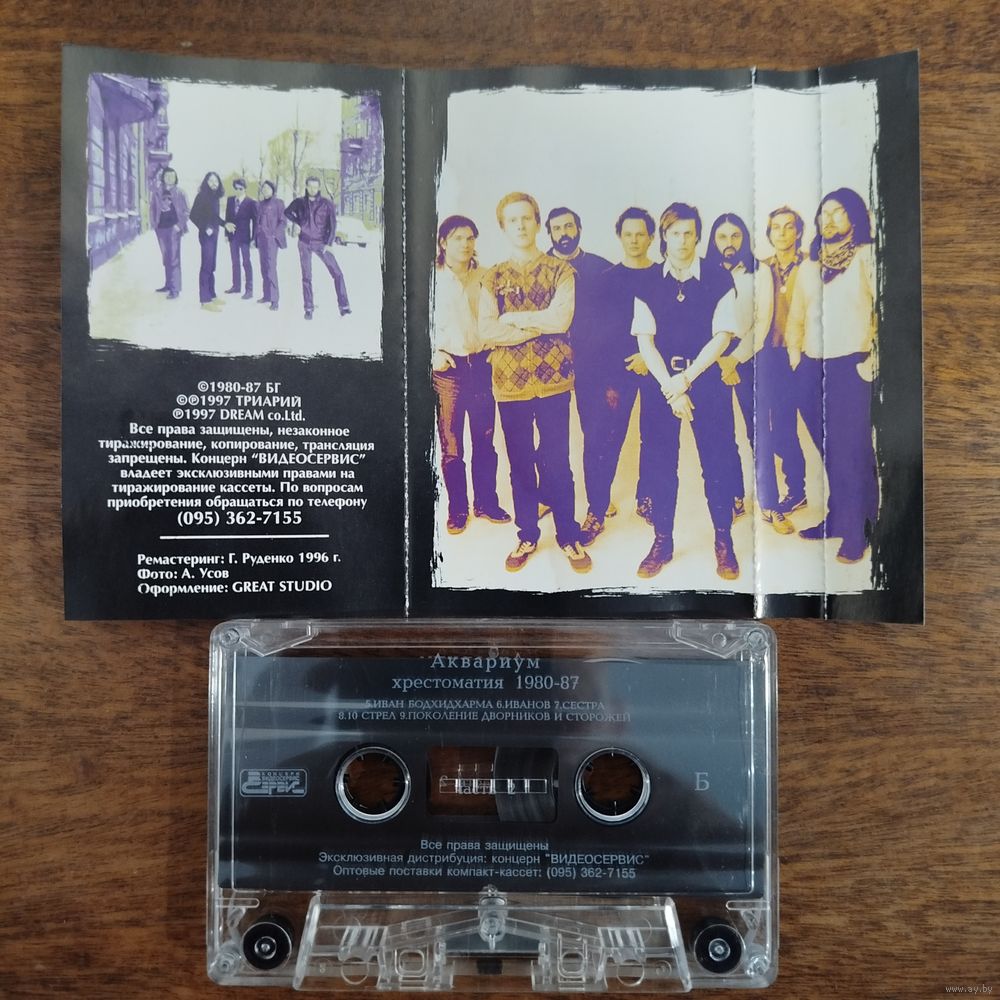 ©1980-87 БГ
©℗1997 ТРИАРИЙ
℗1997 DREAM co.Ltd.
Все права защищены, незаконное
тиражирование, копирование, трансляция
запрещены. Концерн "ВИДЕОСЕРВИС"
владеет эксклюзивными правами на
тиражирование кассеты. По вопросам
приобретения обращаться по телефону
(095) 362-7155
Ремастеринг: Г. Руденко 1996 г.
Фото: А. Усов
Оформление: GREAT STUDIO
Аквариум
хрестоматия 1980-87
5.ИВАН БОДХИДХАРМА 6.ИВАНОВ 7.СЕСТРА
8.10 СТРЕЛ 9.ПОКОЛЕНИЕ ДВОРНИКОВ И СТОРОЖЕЙ
КОНЦЕРН
ВИДЕОСЕРВИС
СЕРВИС
Б
Все права защищены
Эксклюзивная дистрибуция: концерн "ВИДЕОСЕРВИС"
Оптовые поставки компакт-кассет: (095) 362-7155
www.ay.by